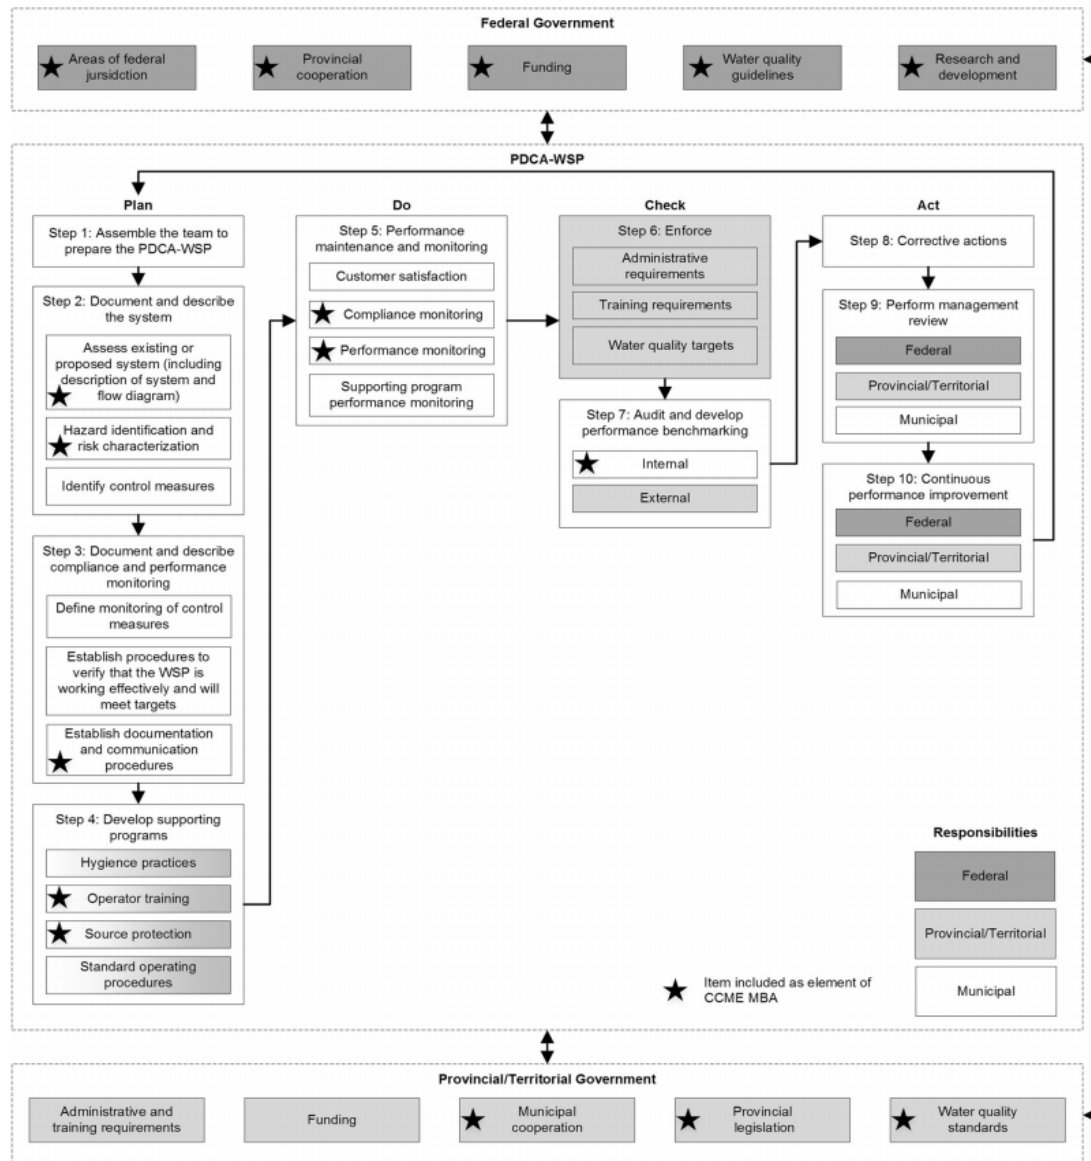 Federal Government
Areas of federal
jursidction
Provincial
cooperation
Funding
Water quality
guidelines
Research and
development
PDCA-WSP
Plan
Step 1: Assemble the team to
prepare the PDCA-WSP
Step 2: Document and describe
the system
Assess existing or
proposed system (including
description of system and
flow diagram)
Hazard identification and
risk characterization
Identify control measures
Step 3: Document and describe
compliance and performance
monitoring
Define monitoring of control
measures
Establish procedures to
verify that the WSP is
working effectively and will
meet targets
Establish documentation
and communication
procedures
Step 4: Develop supporting
programs
Hygience practices
Operator training
Source protection
Standard operating
procedures
Do
Step 5: Performance
maintenance and monitoring
Customer satisfaction
Compliance monitoring
Performance monitoring
Supporting program
performance monitoring
Check
Step 6: Enforce
Administrative
requirements
Training requirements
Water quality targets
Step 7: Audit and develop
performance benchmarking
Internal
External
Act
Step 8: Corrective actions
Step 9: Perform management
review
Federal
Provincial/Territorial
Municipal
Step 10: Continuous
performance improvement
Federal
Provincial/Territorial
Municipal
Responsibilities
Federal
Provincial/Territorial
Municipal
Item included as element of
CCME MBA
Provincial/Territorial Government
Administrative and
training requirements
Funding
Municipal
cooperation
Provincial
legislation
Water quality
standards